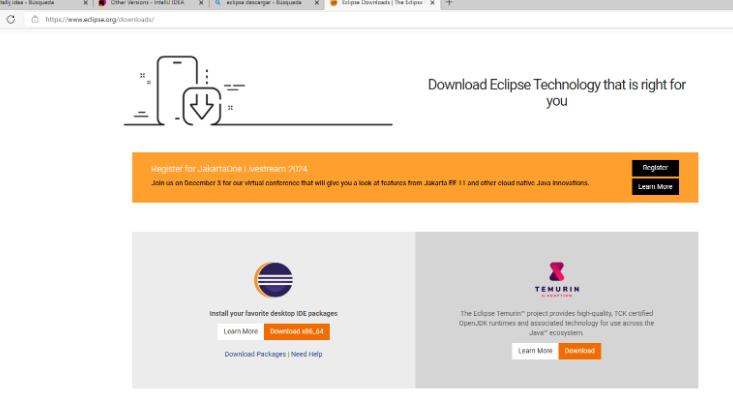 tellij idea - Búsqueda
Other Versions - IntelliJ IDEA
eclipse descargar - Búsqueda
Eclipse Downloads | The Eclipse
https://www.eclipse.org/downloads/
Download Eclipse Technology that is right for
you
Register for JakartaOne Livestream 2024
Join us on December 3 for our virtual conference that will give you a look at features from Jakarta EE 11 and other cloud native Java innovations.
Register
Learn More
Install your favorite desktop IDE packages
Learn More
Download x86_64
Download Packages | Need Help
TEMURIN
BY ADOPTIUM
The Eclipse Temurin™ project provides high-quality, TCK certified
OpenJDK runtimes and associated technology for use across the
Java™ ecosystem.
Learn More
Download